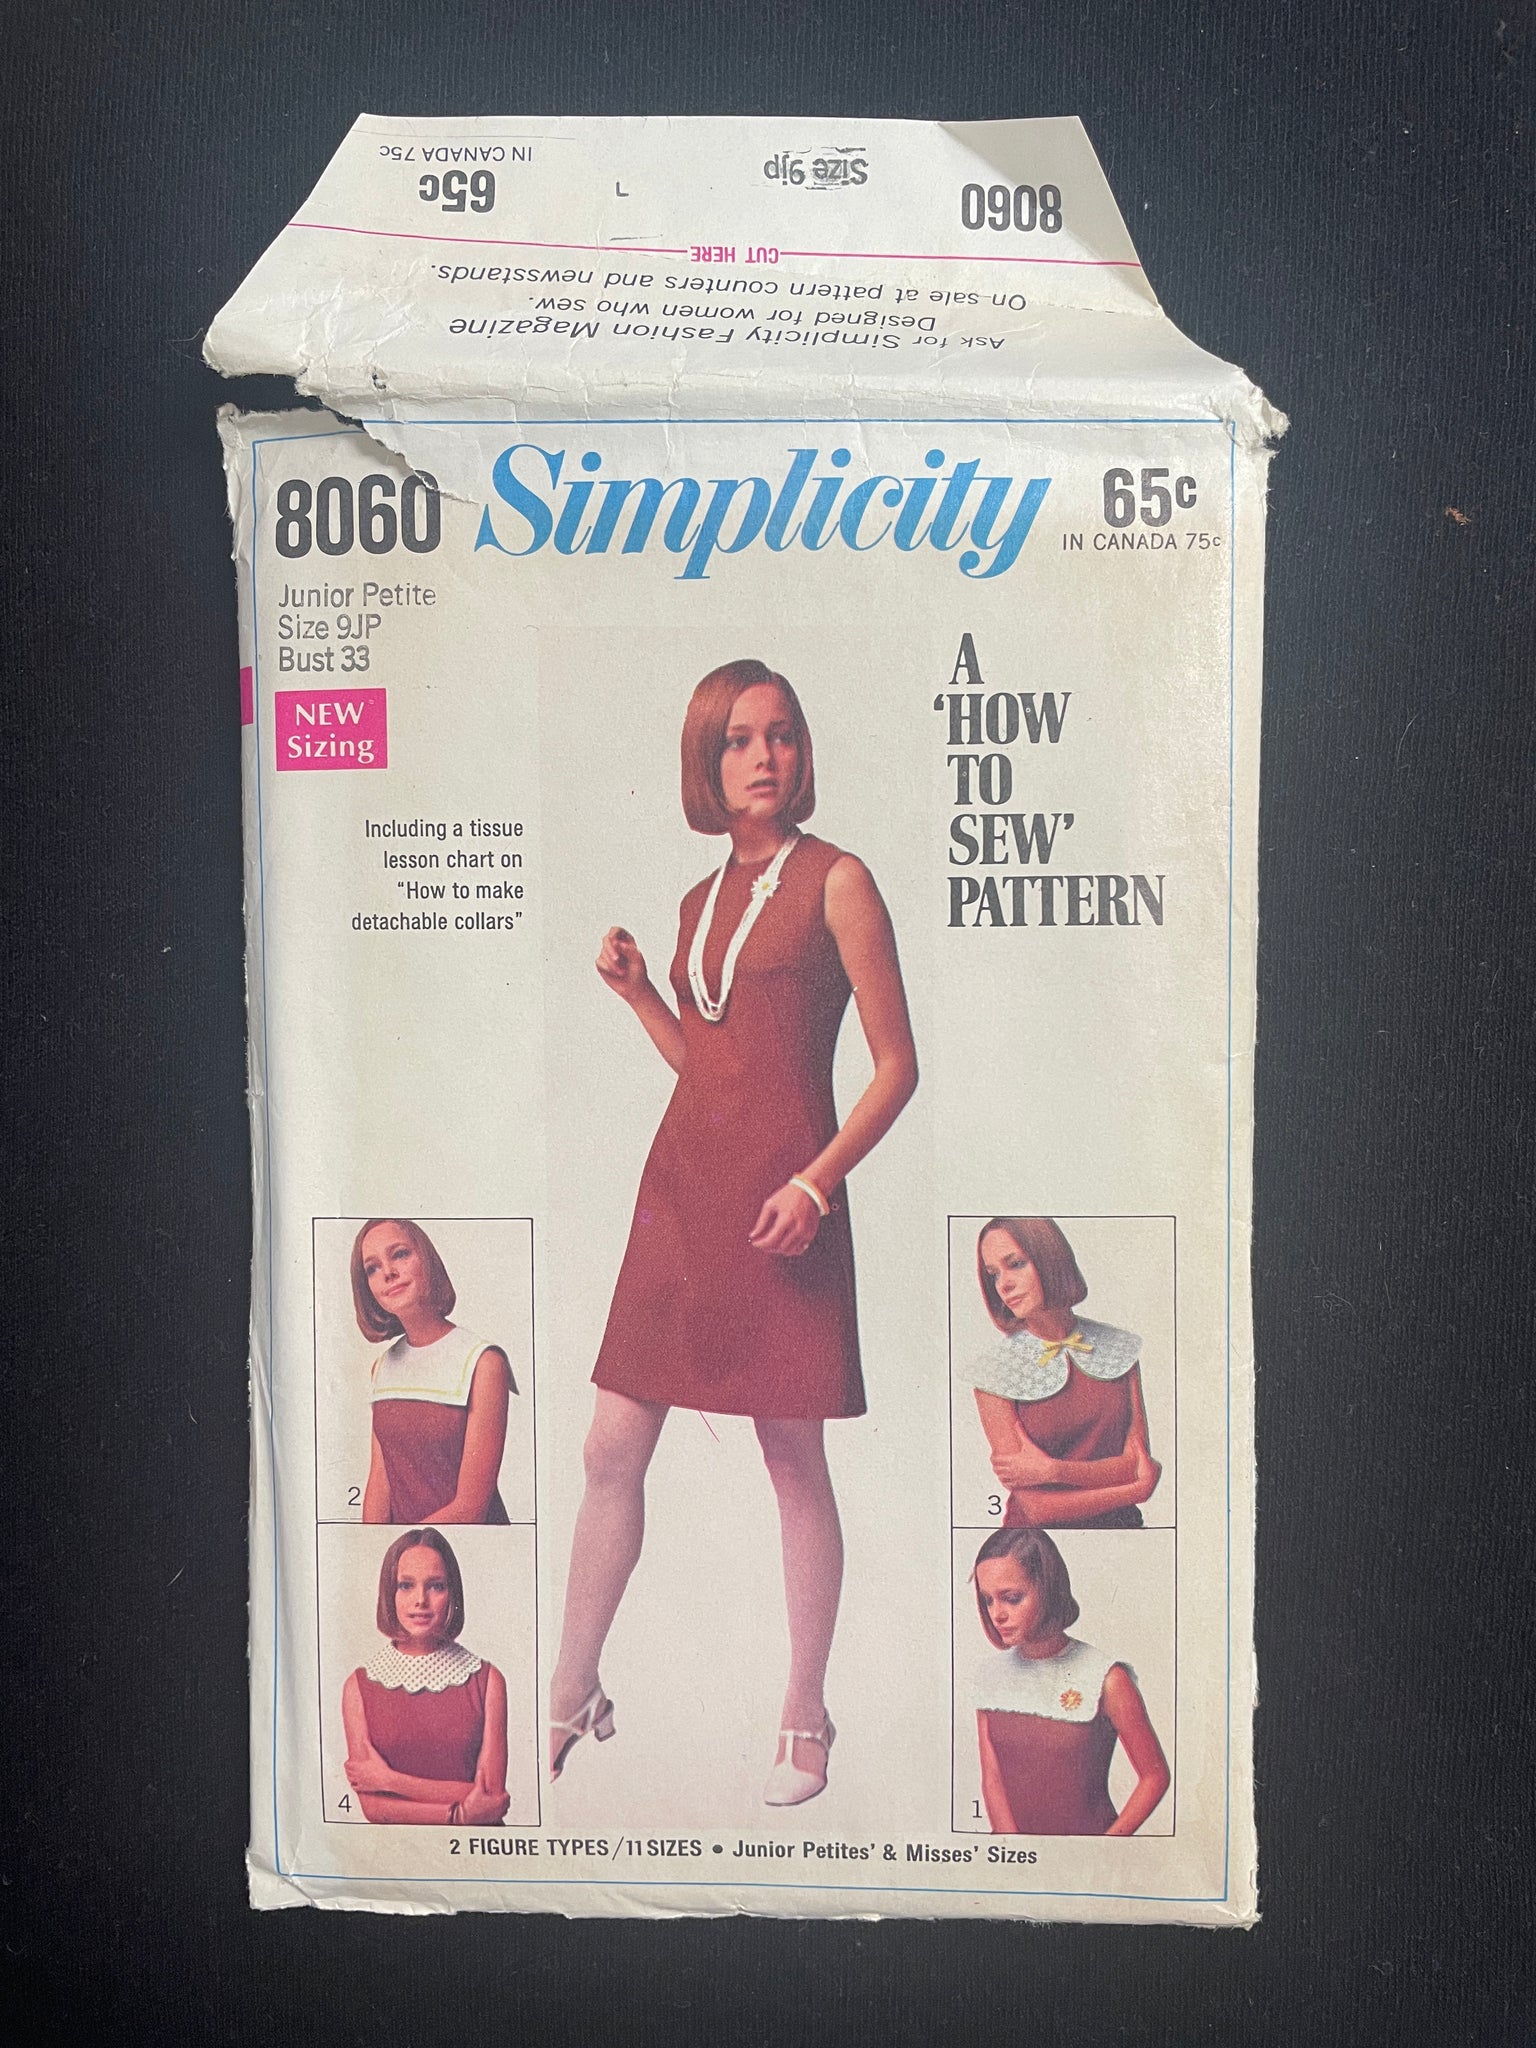 8060
Size 9jp
65c
IN CANADA 75c
CUT HERE
On sale at pattern counters and newsstands.
Designed for women who sew.
Ask for Simplicity Fashion Magazine
8060
Simplicity
65c
IN CANADA 75c
Junior Petite
Size 9JP
Bust 33
NEW
Sizing
Including a tissue
lesson chart on
“How to make
detachable collars”
A
‘HOW
TO
SEW’
PATTERN
2
3
4
1
2 FIGURE TYPES/11 SIZES • Junior Petites' & Misses' Sizes